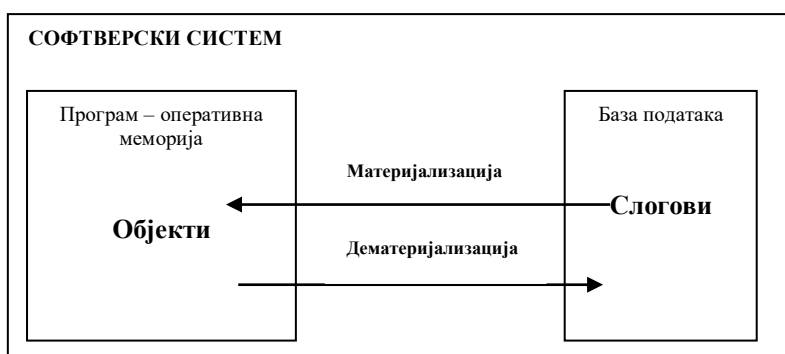 СОФТВЕРСКИ СИСТЕМ
Програм – оперативна
меморија
База података
Материјализација
Слогови
Објекти
Дематеријализација